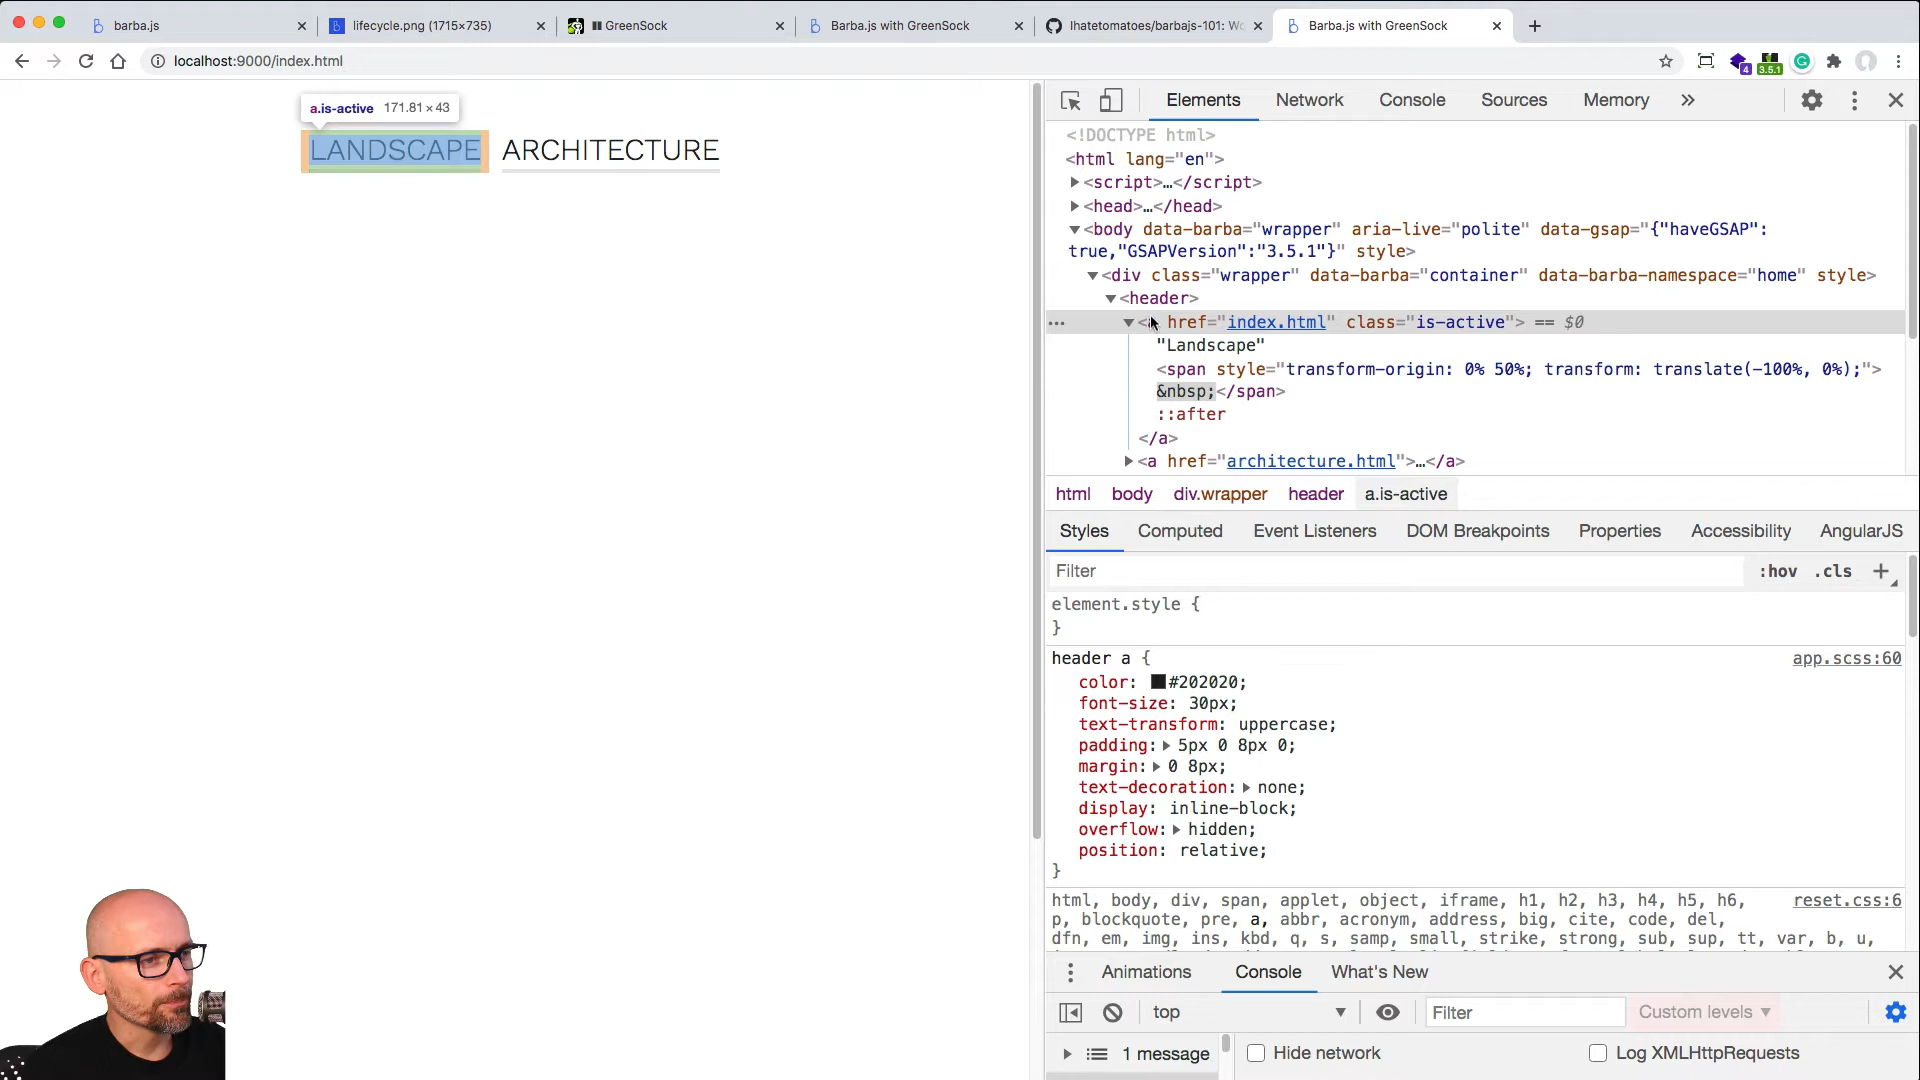 barba.js
lifecycle.png (1715×735)
GreenSock
Barba.js with GreenSock
Ihatetomatoes/barbajs-101: Wo
Barba.js with GreenSock
localhost:9000/index.html
4
3.5.1
a.is-active 171.81 × 43
LANDSCAPE ARCHITECTURE
Elements Network Console Sources Memory »
<!DOCTYPE html>
<html lang="en">
<script>…</script>
<head>…</head>
<body data-barba="wrapper" aria-live="polite" data-gsap="{"haveGSAP":
true,"GSAPVersion":"3.5.1"}" style>
<div class="wrapper" data-barba="container" data-barba-namespace="home" style>
<header>
< href="index.html" class="is-active"> == $0
"Landscape"
<span style="transform-origin: 0% 50%; transform: translate(-100%, 0%);">
&nbsp;</span>
::after
</a>
<a href="architecture.html">…</a>
html body div.wrapper header a.is-active
Styles Computed Event Listeners DOM Breakpoints Properties Accessibility AngularJS
Filter :hov .cls +
element.style {
}
header a { app.scss:60
color: #202020;
font-size: 30px;
text-transform: uppercase;
padding: 5px 0 8px 0;
margin: 0 8px;
text-decoration: none;
display: inline-block;
overflow: hidden;
position: relative;
}
html, body, div, span, applet, object, iframe, h1, h2, h3, h4, h5, h6, reset.css:6
p, blockquote, pre, a, abbr, acronym, address, big, cite, code, del,
dfn, em, img, ins, kbd, q, s, samp, small, strike, strong, sub, sup, tt, var, b, u,
Animations Console What's New
top Filter Custom levels
1 message Hide network Log XMLHttpRequests